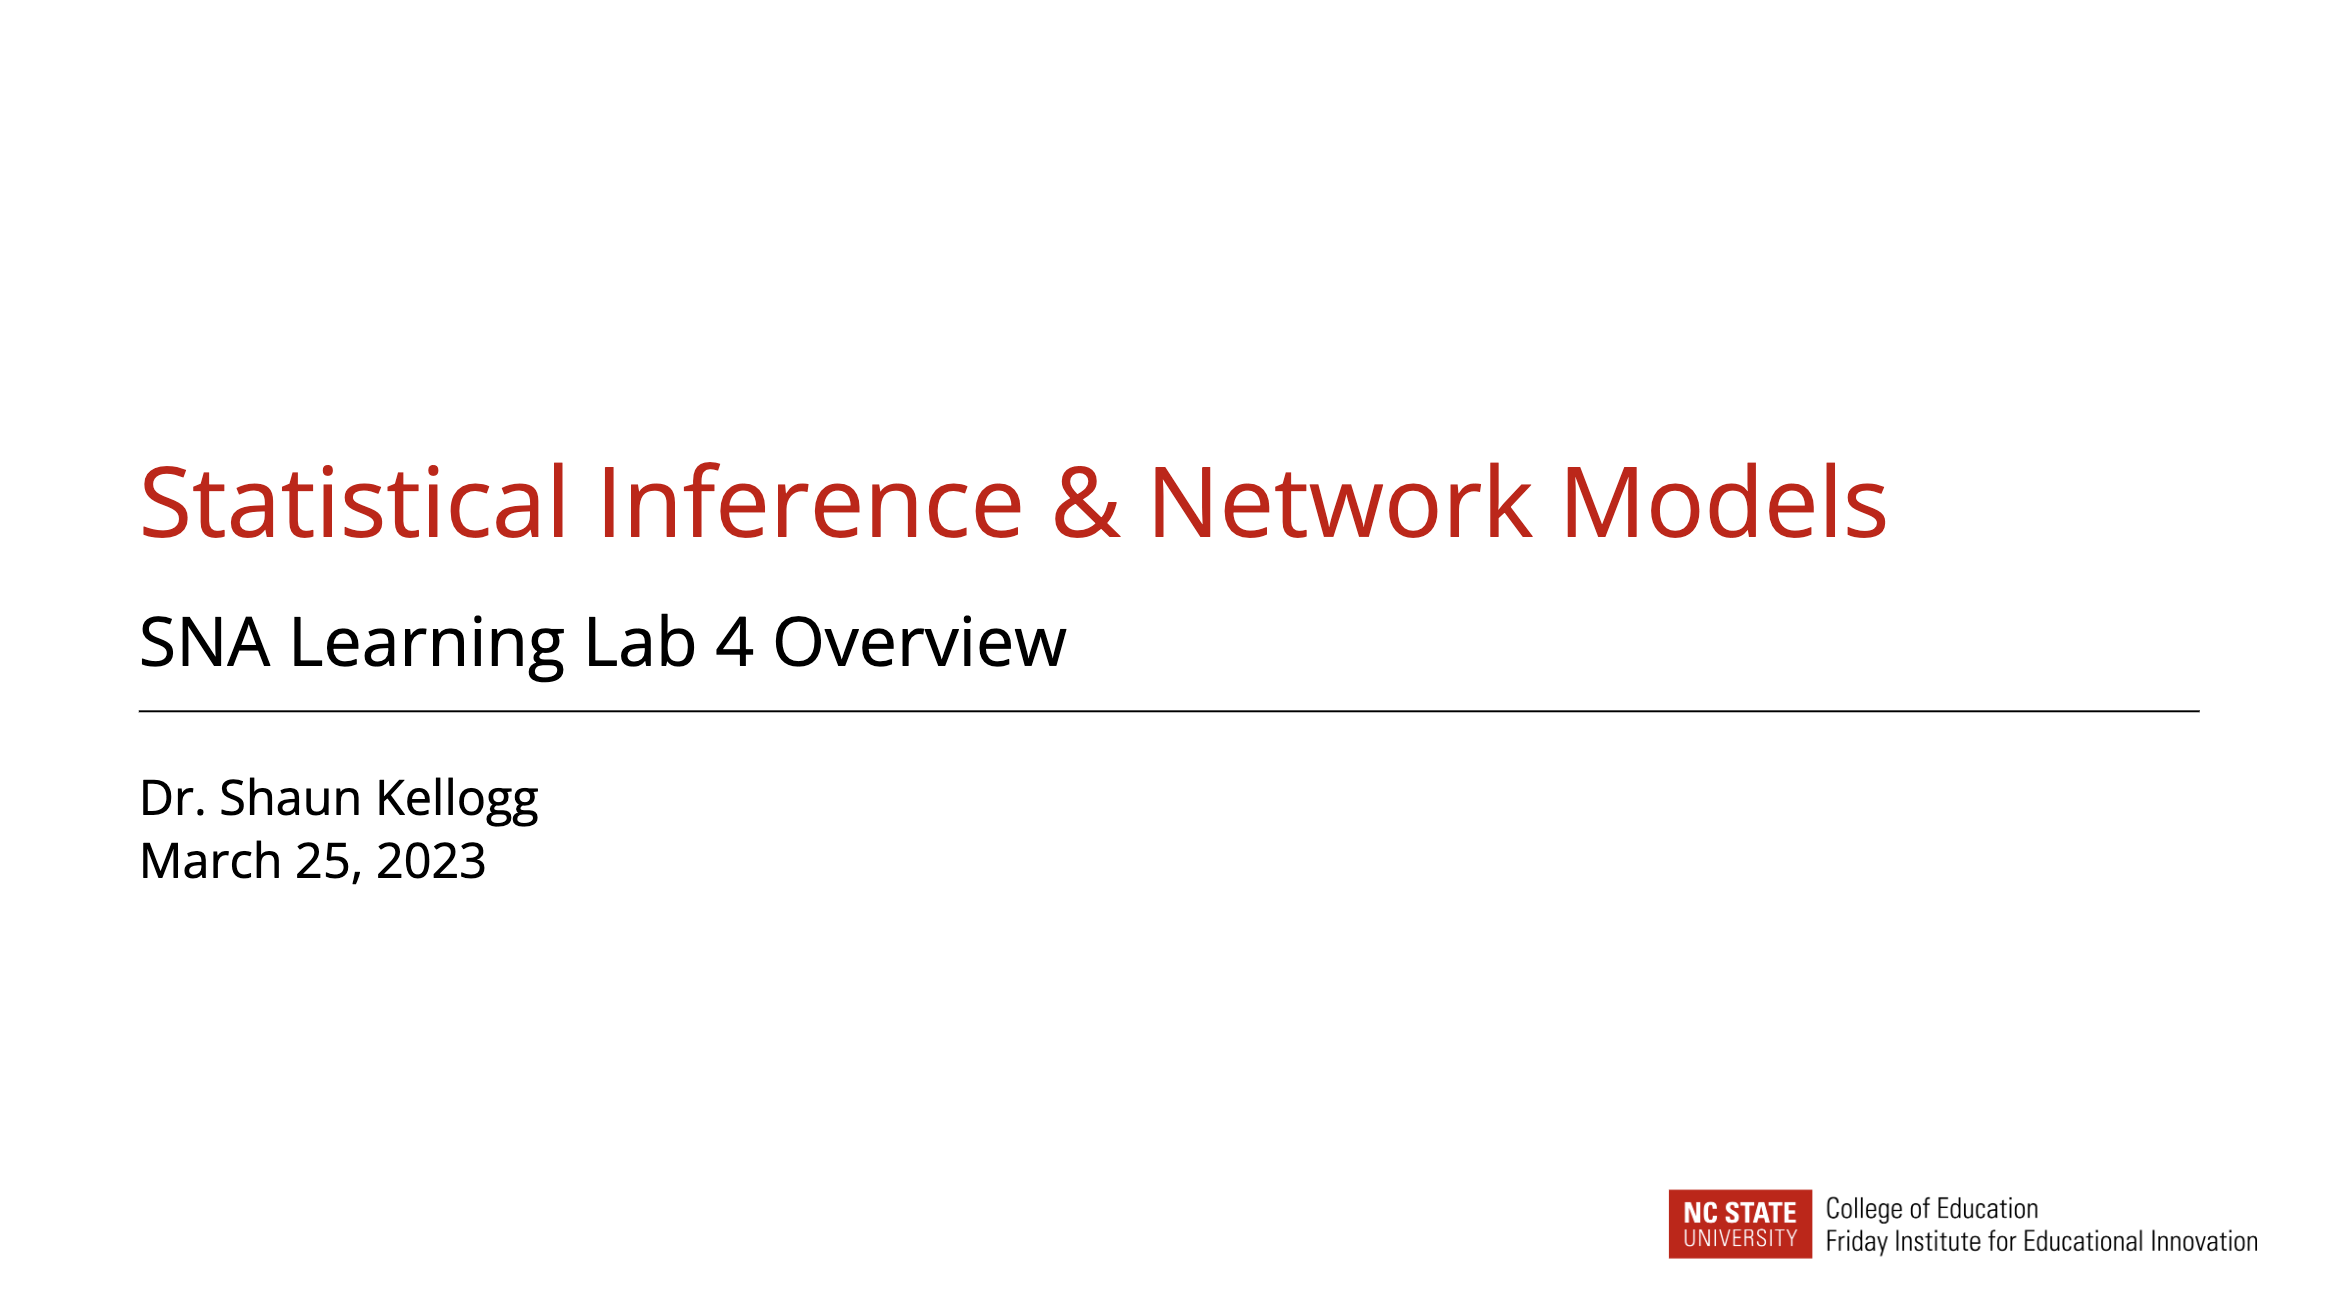 Statistical Inference & Network Models
SNA Learning Lab 4 Overview
Dr. Shaun Kellogg
March 25, 2023
NC STATE
UNIVERSITY
College of Education
Friday Institute for Educational Innovation